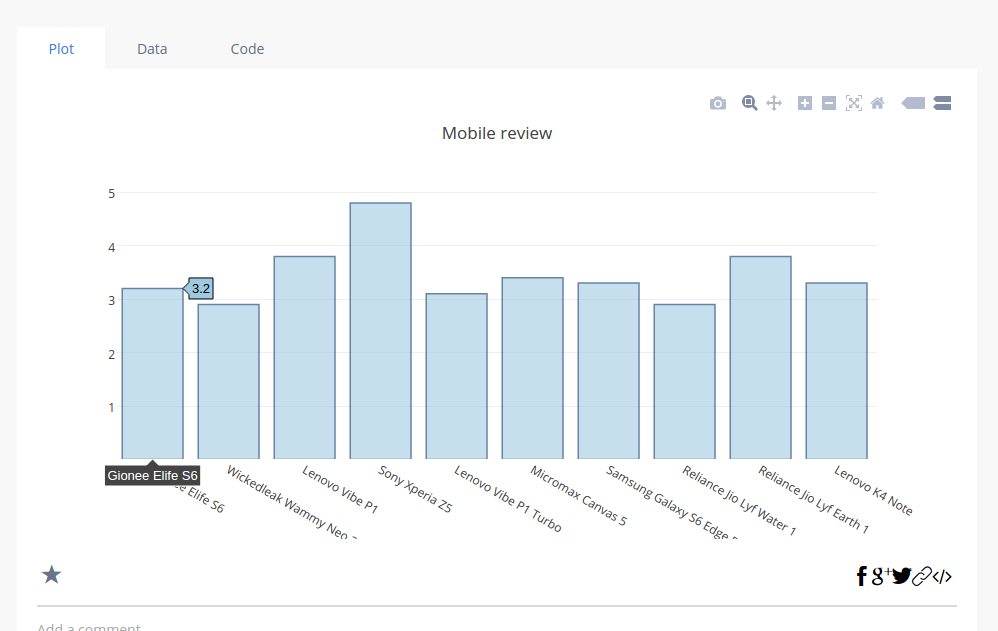 Plot Data Code
Mobile review
5
4
3
2
1
3.2
Gionee Elife S6
Elife S6
Wickedleak Wammy Neo
Lenovo Vibe P1
Sony Xperia Z5
Lenovo Vibe P1 Turbo
Micromax Canvas 5
Samsung Galaxy S6 Edge
Reliance Jio Lyf Water 1
Reliance Jio Lyf Earth 1
Lenovo K4 Note
f g+ </>
Add a comment